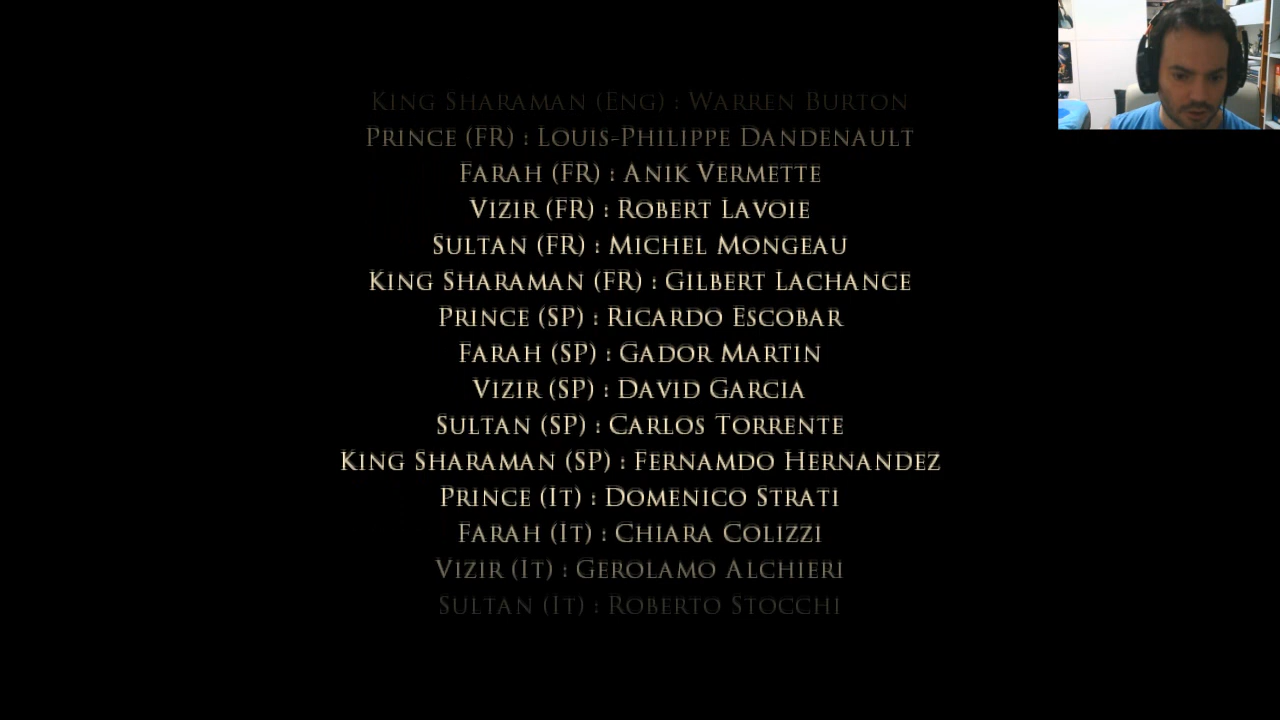 King Sharaman (Eng) : Warren Burton
Prince (FR) : Louis-Philippe Dandenault
Farah (FR) : Anik Vermette
Vizir (FR) : Robert Lavoie
Sultan (FR) : Michel Mongeau
King Sharaman (FR) : Gilbert Lachance
Prince (SP) : Ricardo Escobar
Farah (SP) : Gador Martin
Vizir (SP) : David Garcia
Sultan (SP) : Carlos Torrente
King Sharaman (SP) : Fernamdo Hernandez
Prince (It) : Domenico Strati
Farah (It) : Chiara Colizzi
Vizir (It) : Gerolamo Alchieri
Sultan (It) : Roberto Stocchi